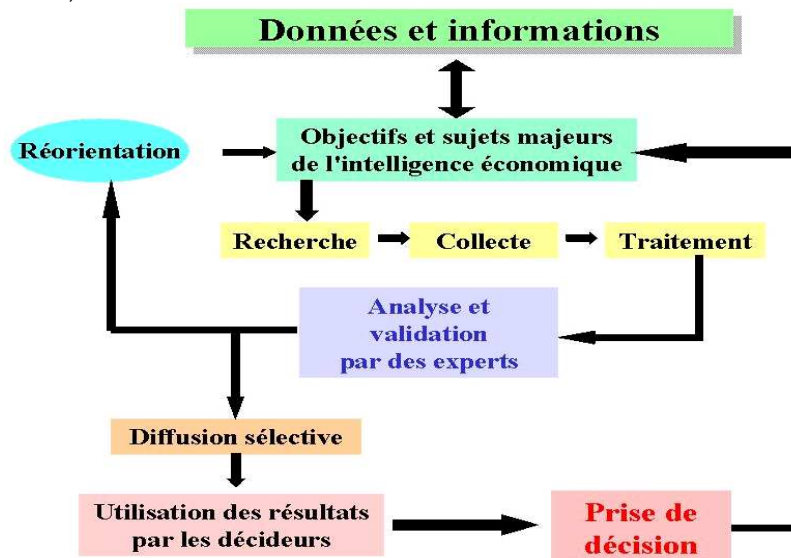 Données et informations
Objectifs et sujets majeurs
de l'intelligence économique
Réorientation
Recherche
Collecte
Traitement
Analyse et
validation
par des experts
Diffusion sélective
Utilisation des résultats
par les décideurs
Prise de
décision